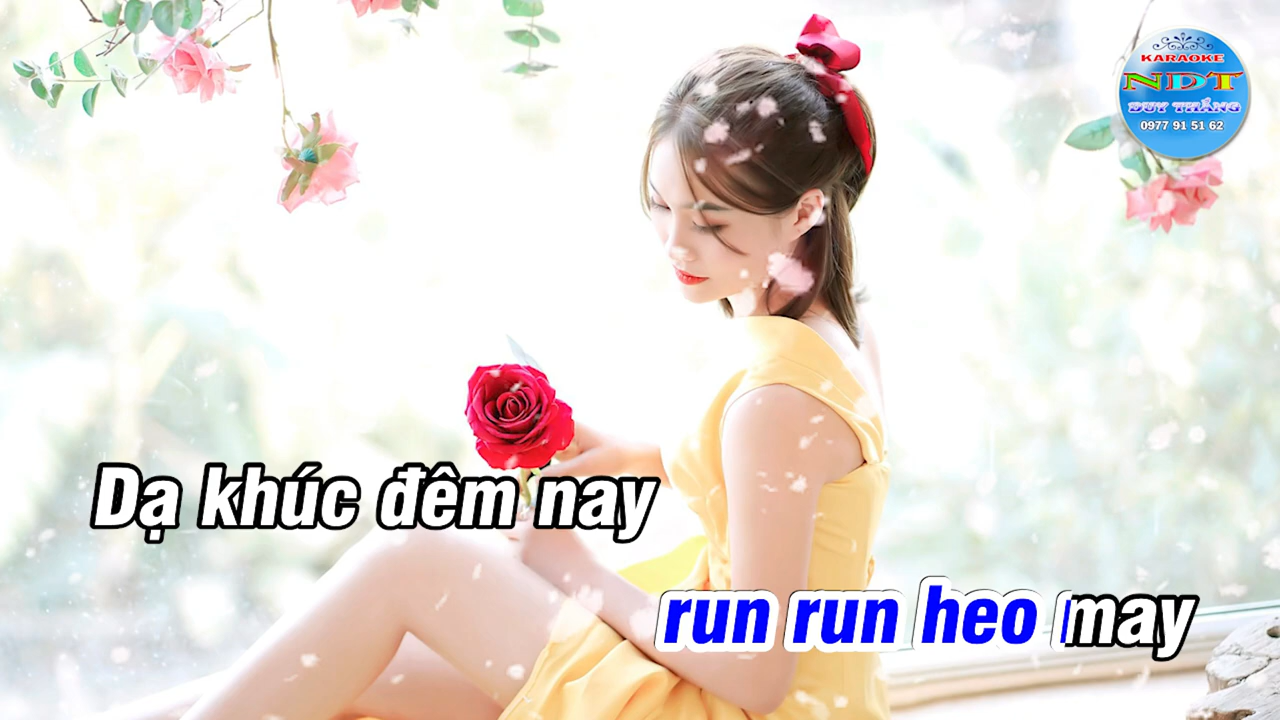 KARAOKE
NDT
DUY THẮNG
0977 91 51 62
Dạ khúc đêm nay
run run heo may